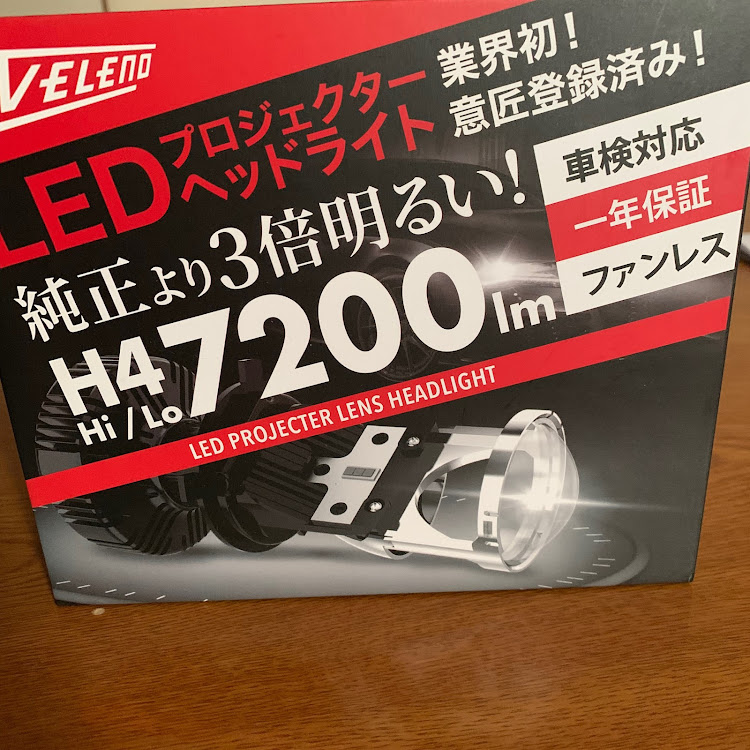 VELENO
LED
プロジェクター
ヘッドライト
業界初!
意匠登録済み!
車検対応
一年保証
ファンレス
純正より3倍明るい!
H4
Hi / Lo
7200lm
LED PROJECTER LENS HEADLIGHT